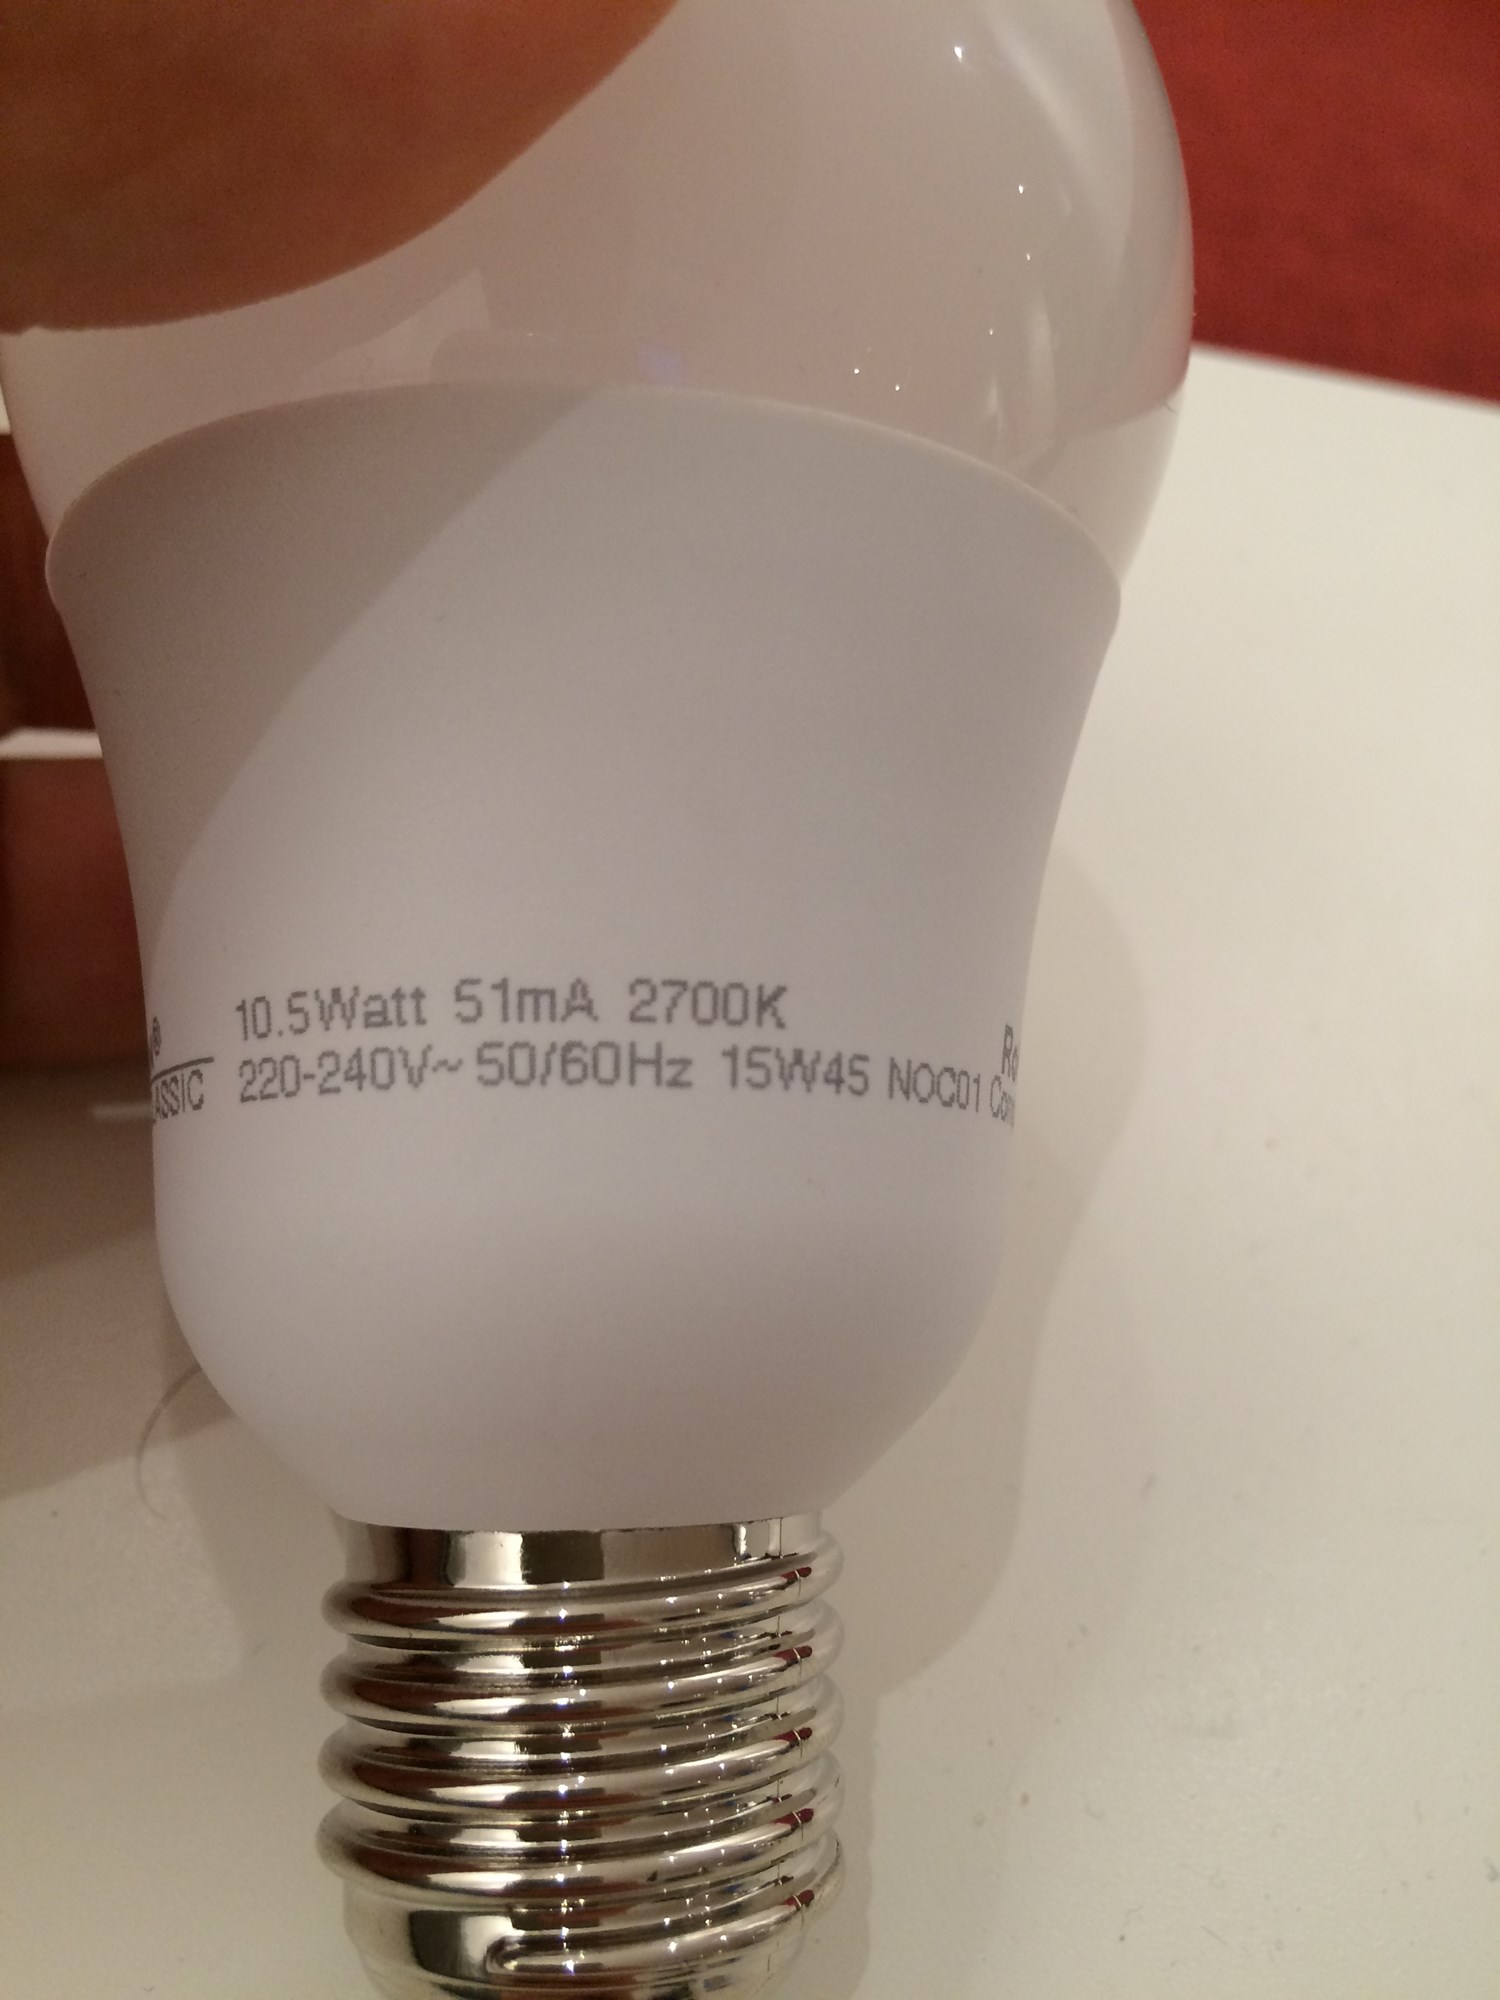 10.5Watt 51mA 2700K
220-240V~ 50/60Hz 15W45 NOC01